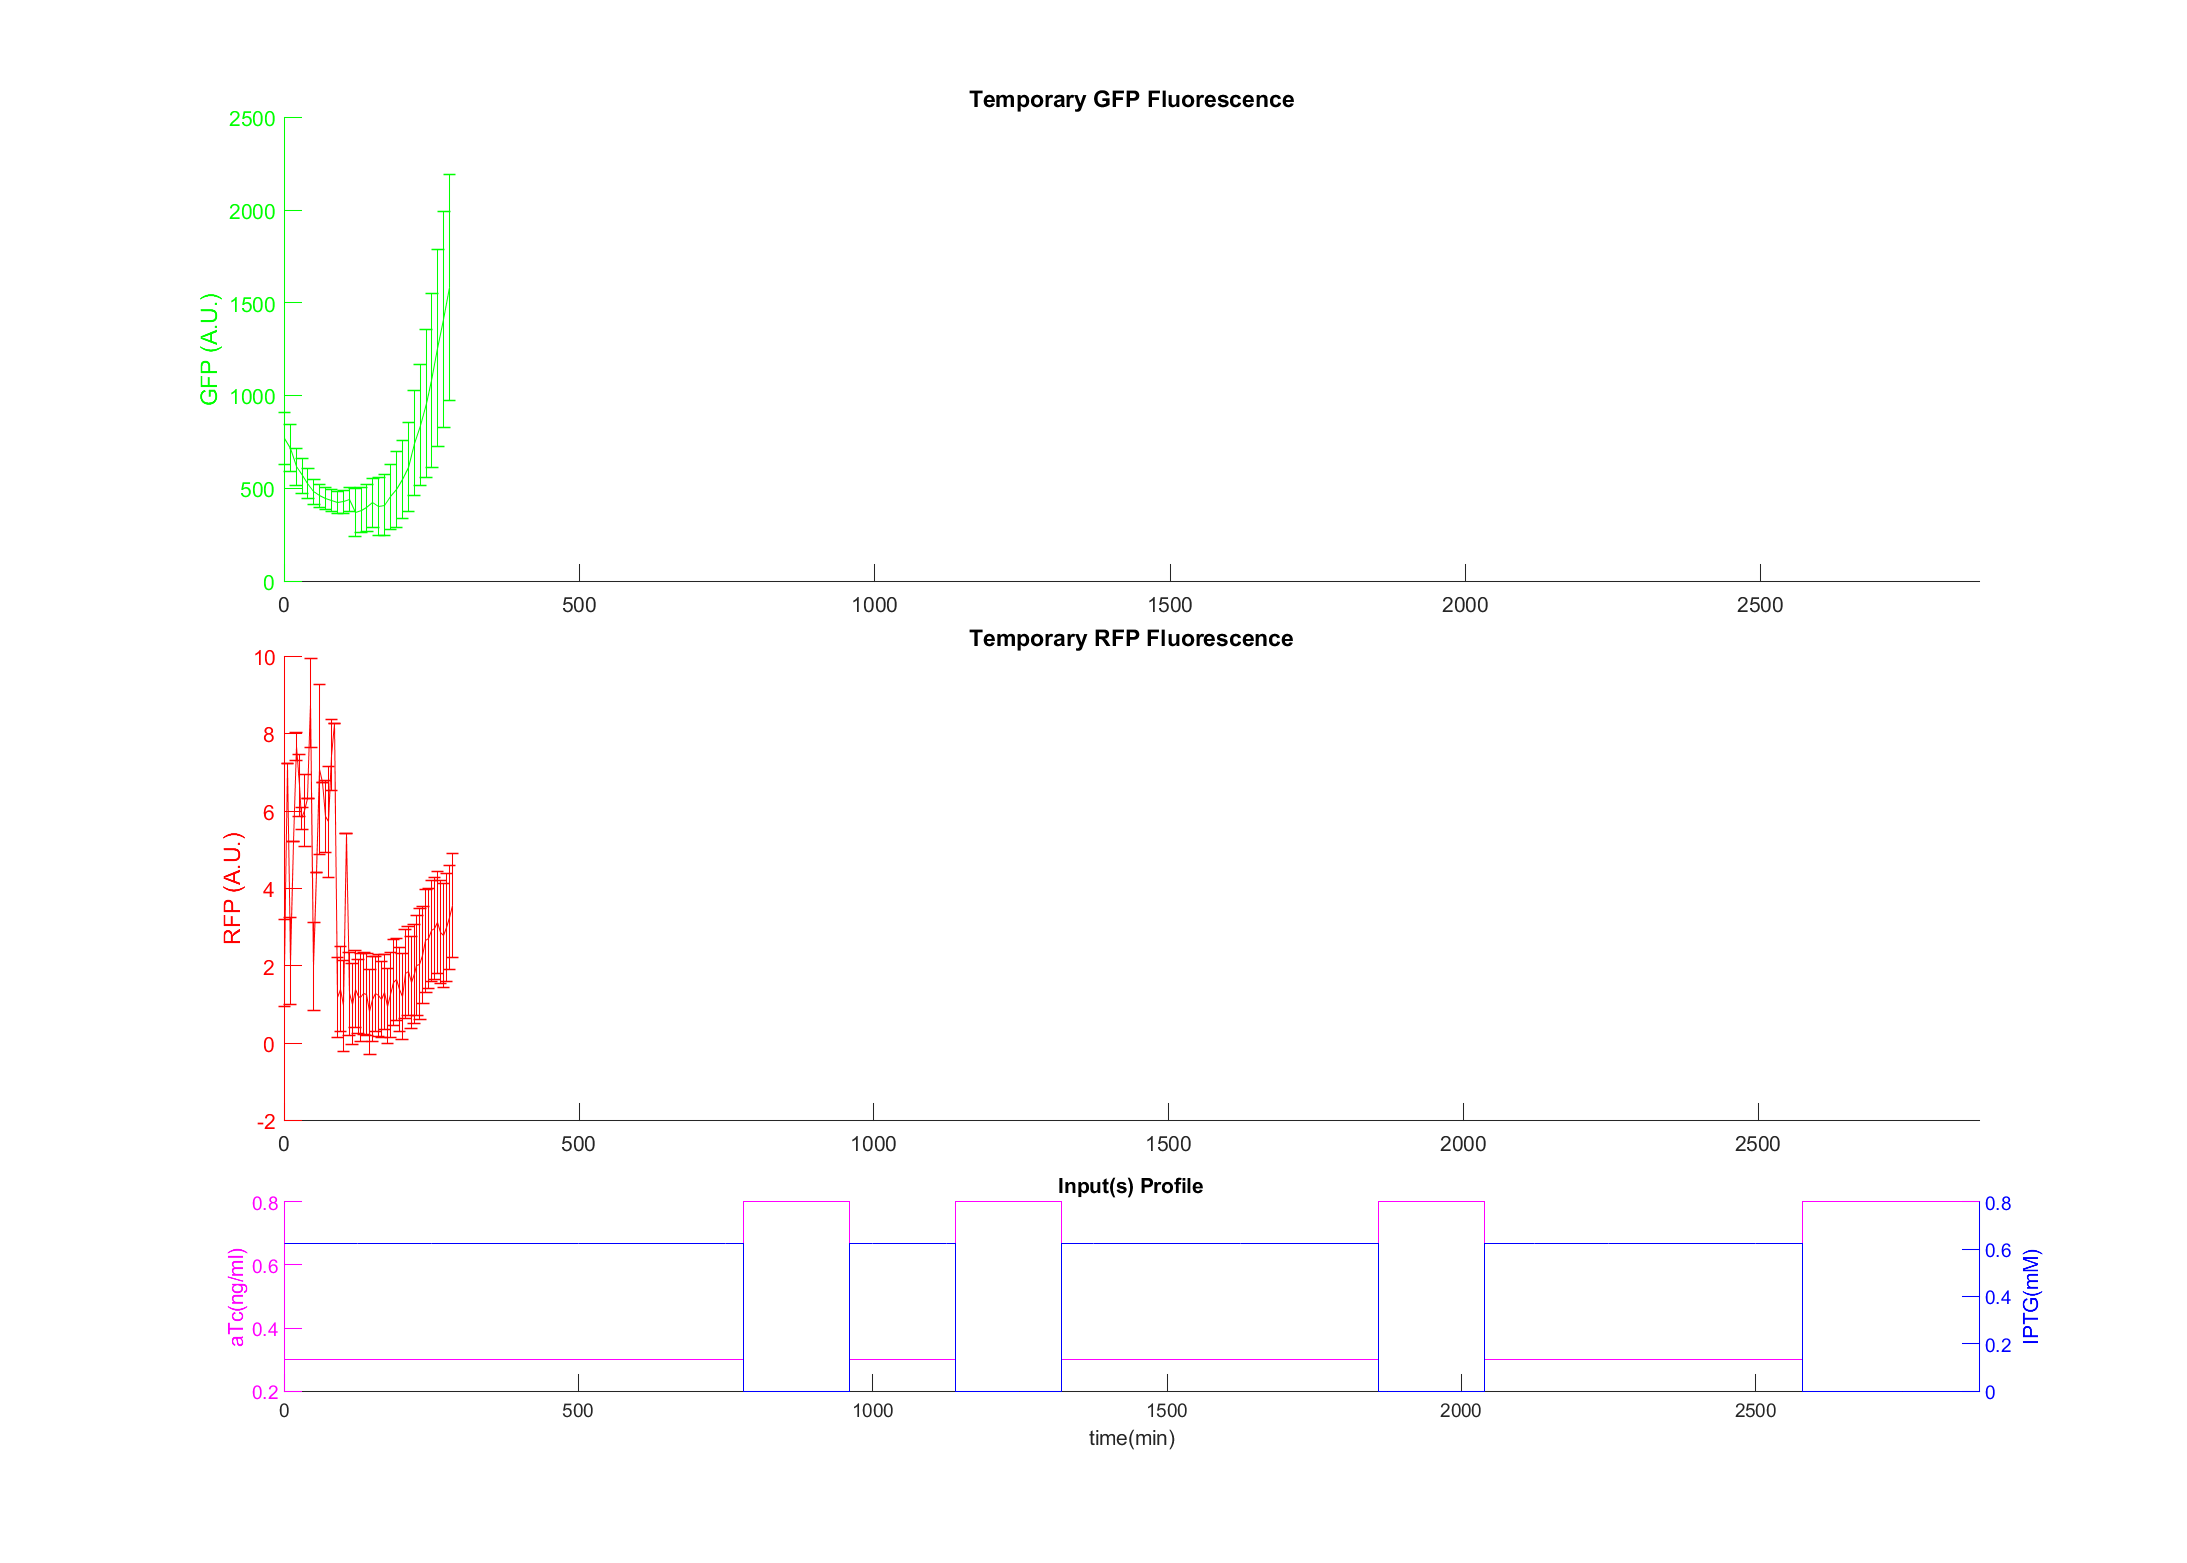 Temporary GFP Fluorescence
2500
2000
1500
1000
500
0
GFP (A.U.)
0 500 1000 1500 2000 2500
Temporary RFP Fluorescence
10
8
6
4
2
0
-2
RFP (A.U.)
0 500 1000 1500 2000 2500
Input(s) Profile
0.8
0.6
0.4
0.2
aTc(ng/ml)
0.8
0.6
0.4
0.2
0
IPTG(mM)
0 500 1000 1500 2000 2500
time(min)